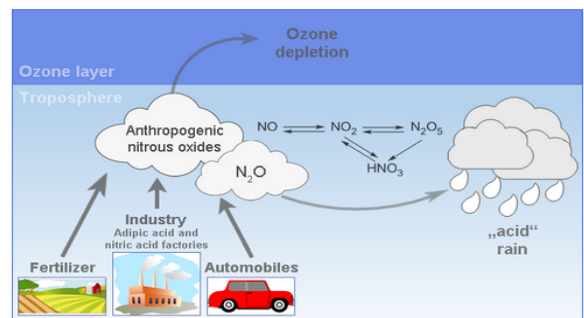 Ozone
depletion
Ozone layer
Troposphere
Anthropogenic
nitrous oxides
NO
NO₂
N₂O₅
HNO₃
N₂O
„acid“
rain
Industry
Adipic acid and
nitric acid factories
Fertilizer
Automobiles